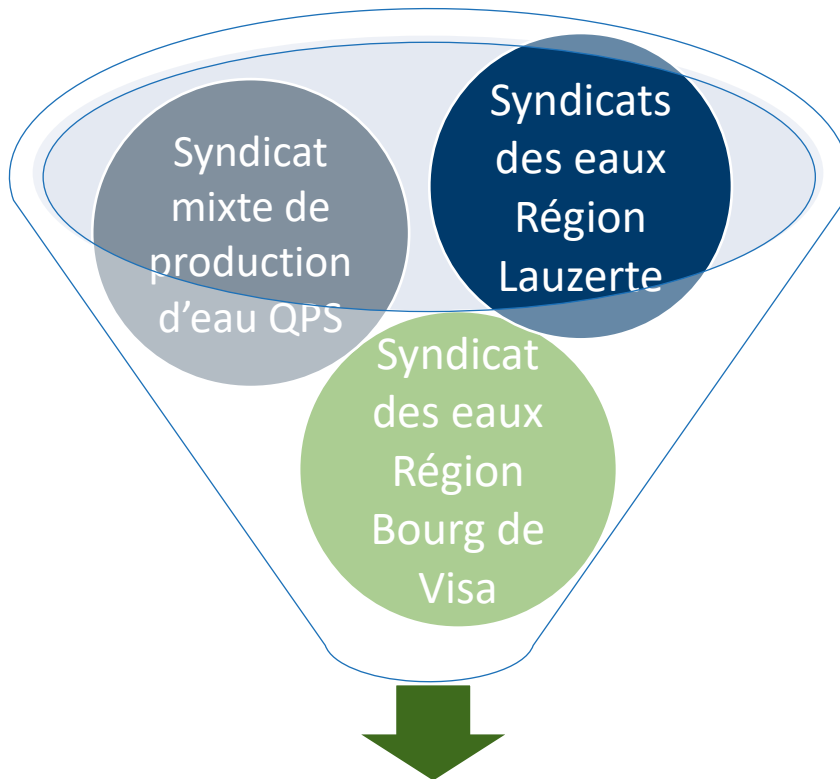 Syndicat
mixte de
production
d’eau QPS
Syndicats
des eaux
Région
Lauzerte
Syndicat
des eaux
Région
Bourg de
Visa